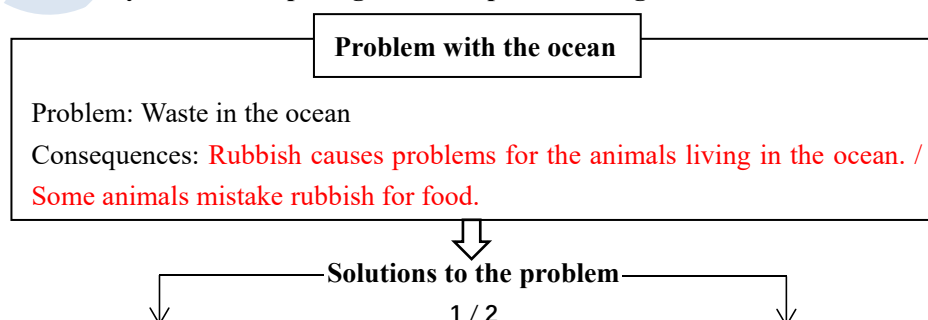 Problem with the ocean
Problem: Waste in the ocean
Consequences: Rubbish causes problems for the animals living in the ocean. /
Some animals mistake rubbish for food.
Solutions to the problem
1 / 2